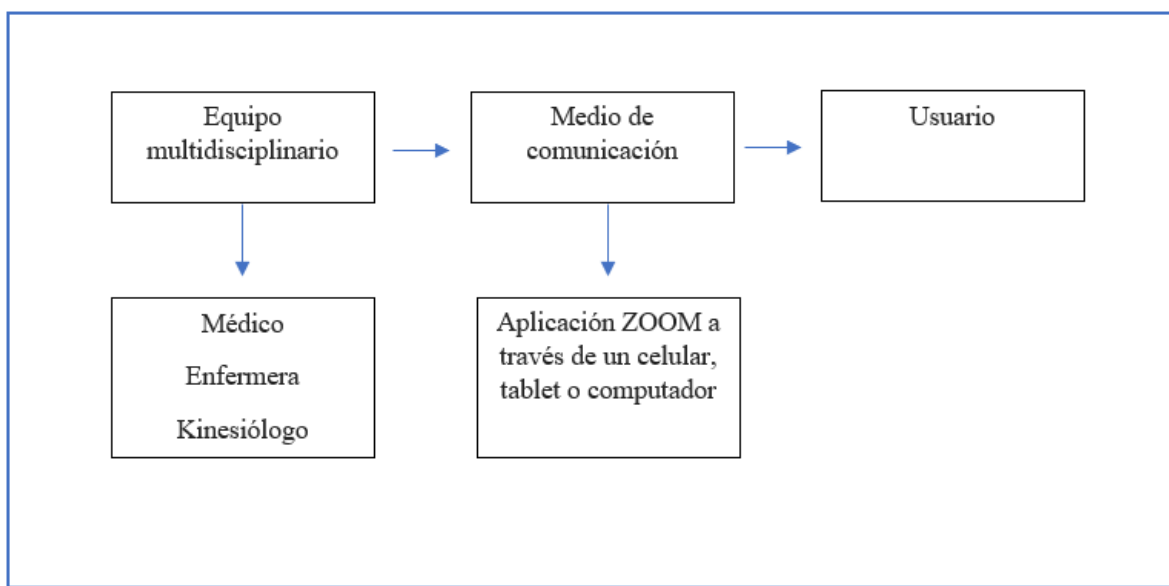 Equipo
multidisciplinario
Medio de
comunicación
Usuario
Médico
Enfermera
Kinesiólogo
Aplicación ZOOM a
través de un celular,
tablet o computador